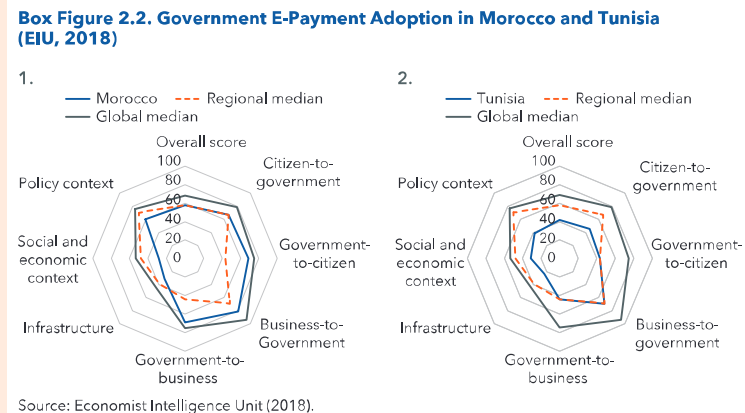 Box Figure 2.2. Government E-Payment Adoption in Morocco and Tunisia
(EIU, 2018)
1.
Morocco
Regional median
Global median
Overall score
100
80
60
40
20
0
Citizen-to-
government
Government-
to-citizen
Business-to-
Government
Government-to-
business
Infrastructure
Social and
economic
context
Policy context
2.
Tunisia
Regional median
Global median
Overall score
100
80
60
40
20
0
Citizen-to-
government
Government-
to-citizen
Business-to-
government
Government-to-
business
Infrastructure
Social and
economic
context
Policy context
Source: Economist Intelligence Unit (2018).